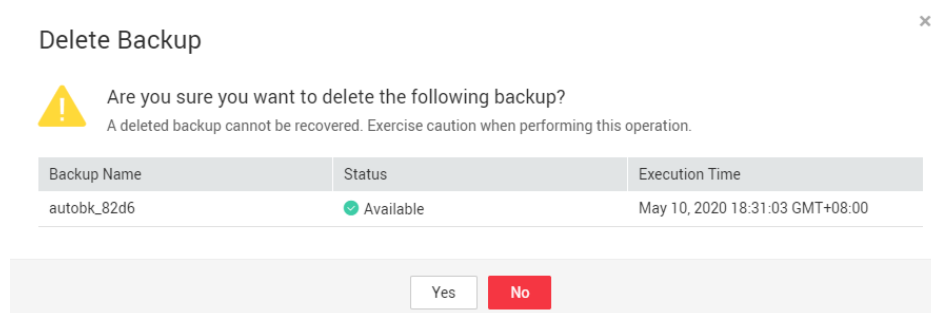 Delete Backup
Are you sure you want to delete the following backup?
A deleted backup cannot be recovered. Exercise caution when performing this operation.
Backup Name Status Execution Time
autobk_82d6 Available May 10, 2020 18:31:03 GMT+08:00
Yes No